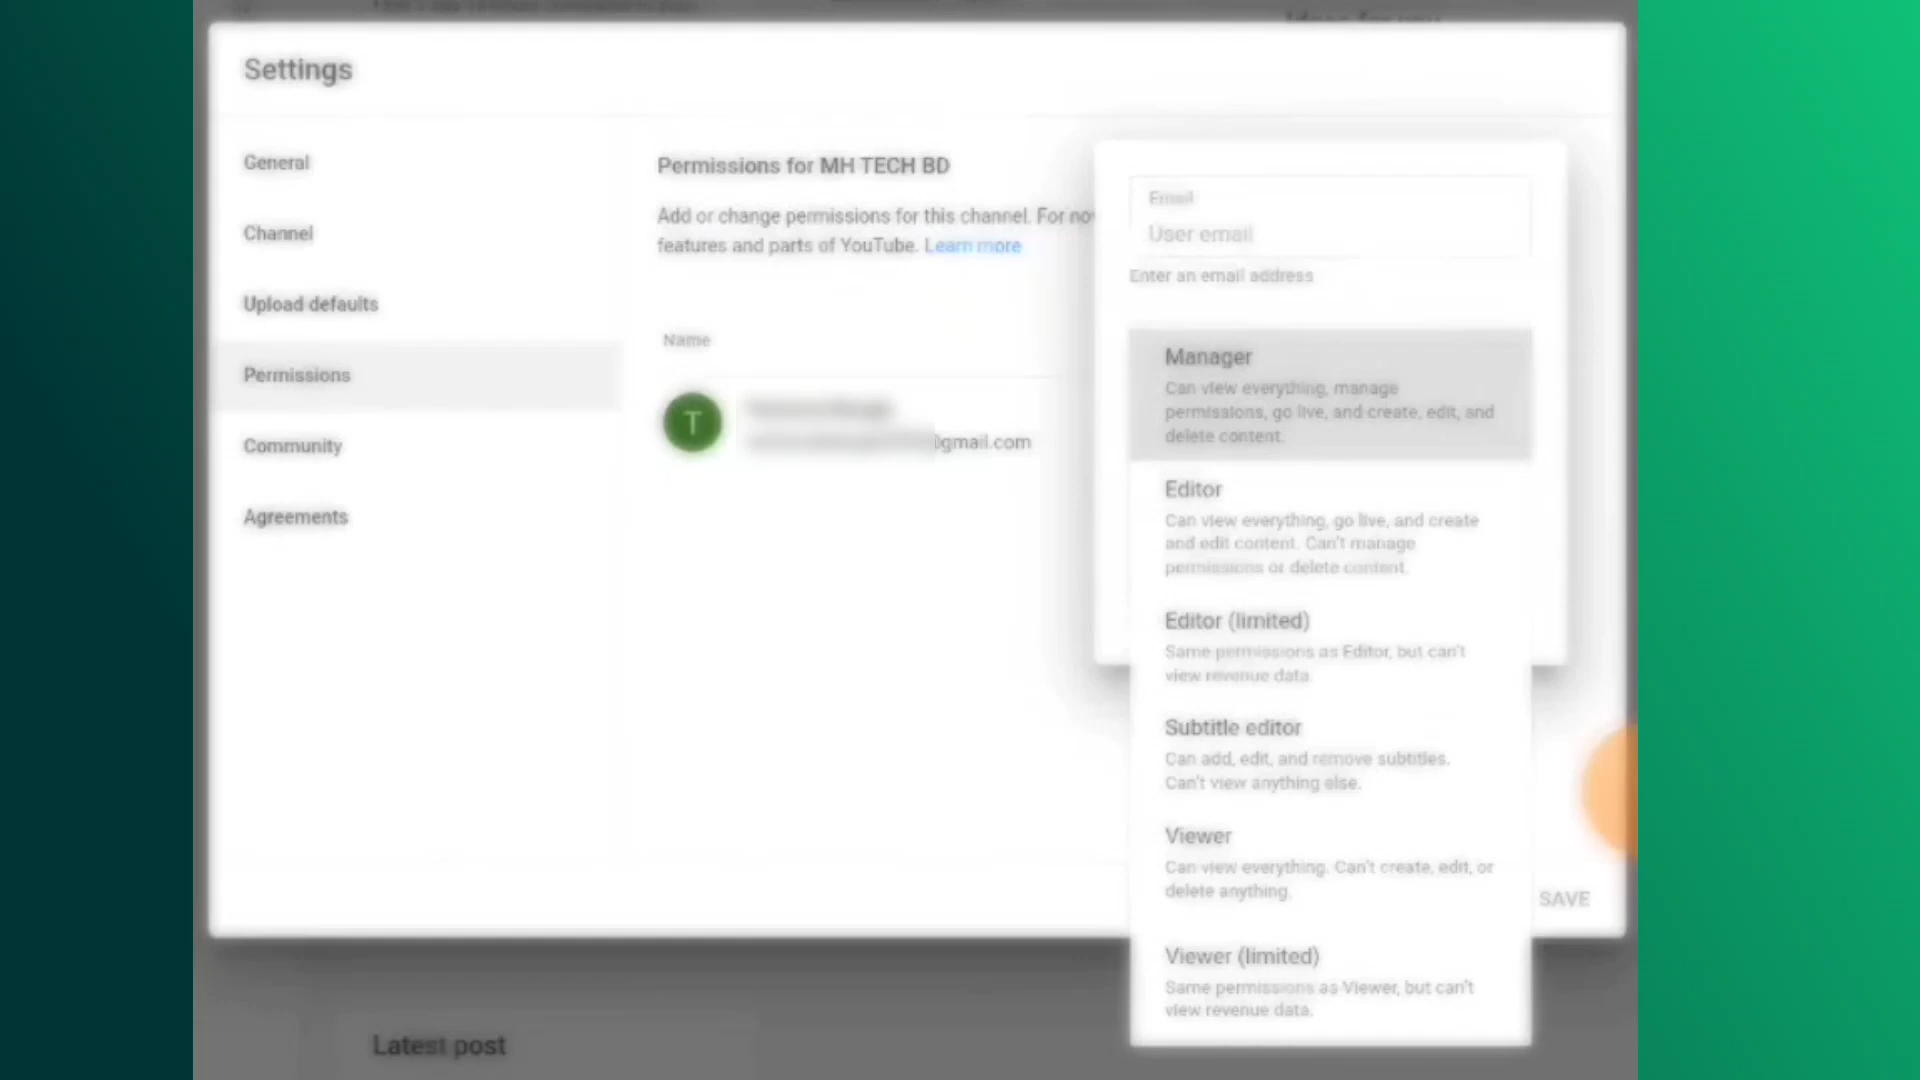 Settings
General
Channel
Upload defaults
Permissions
Community
Agreements
Permissions for MH TECH BD
Add or change permissions for this channel. For no
features and parts of YouTube. Learn more
Name
T
gmail.com
Email
User email
Enter an email address
Manager
Can view everything, manage
permissions, go live, and create, edit, and
delete content.
Editor
Can view everything, go live, and create
and edit content. Can't manage
permissions or delete content.
Editor (limited)
Same permissions as Editor, but can't
view revenue data.
Subtitle editor
Can add, edit, and remove subtitles.
Can't view anything else.
Viewer
Can view everything. Can't create, edit, or
delete anything.
Viewer (limited)
Same permissions as Viewer, but can't
view revenue data.
SAVE
Latest post